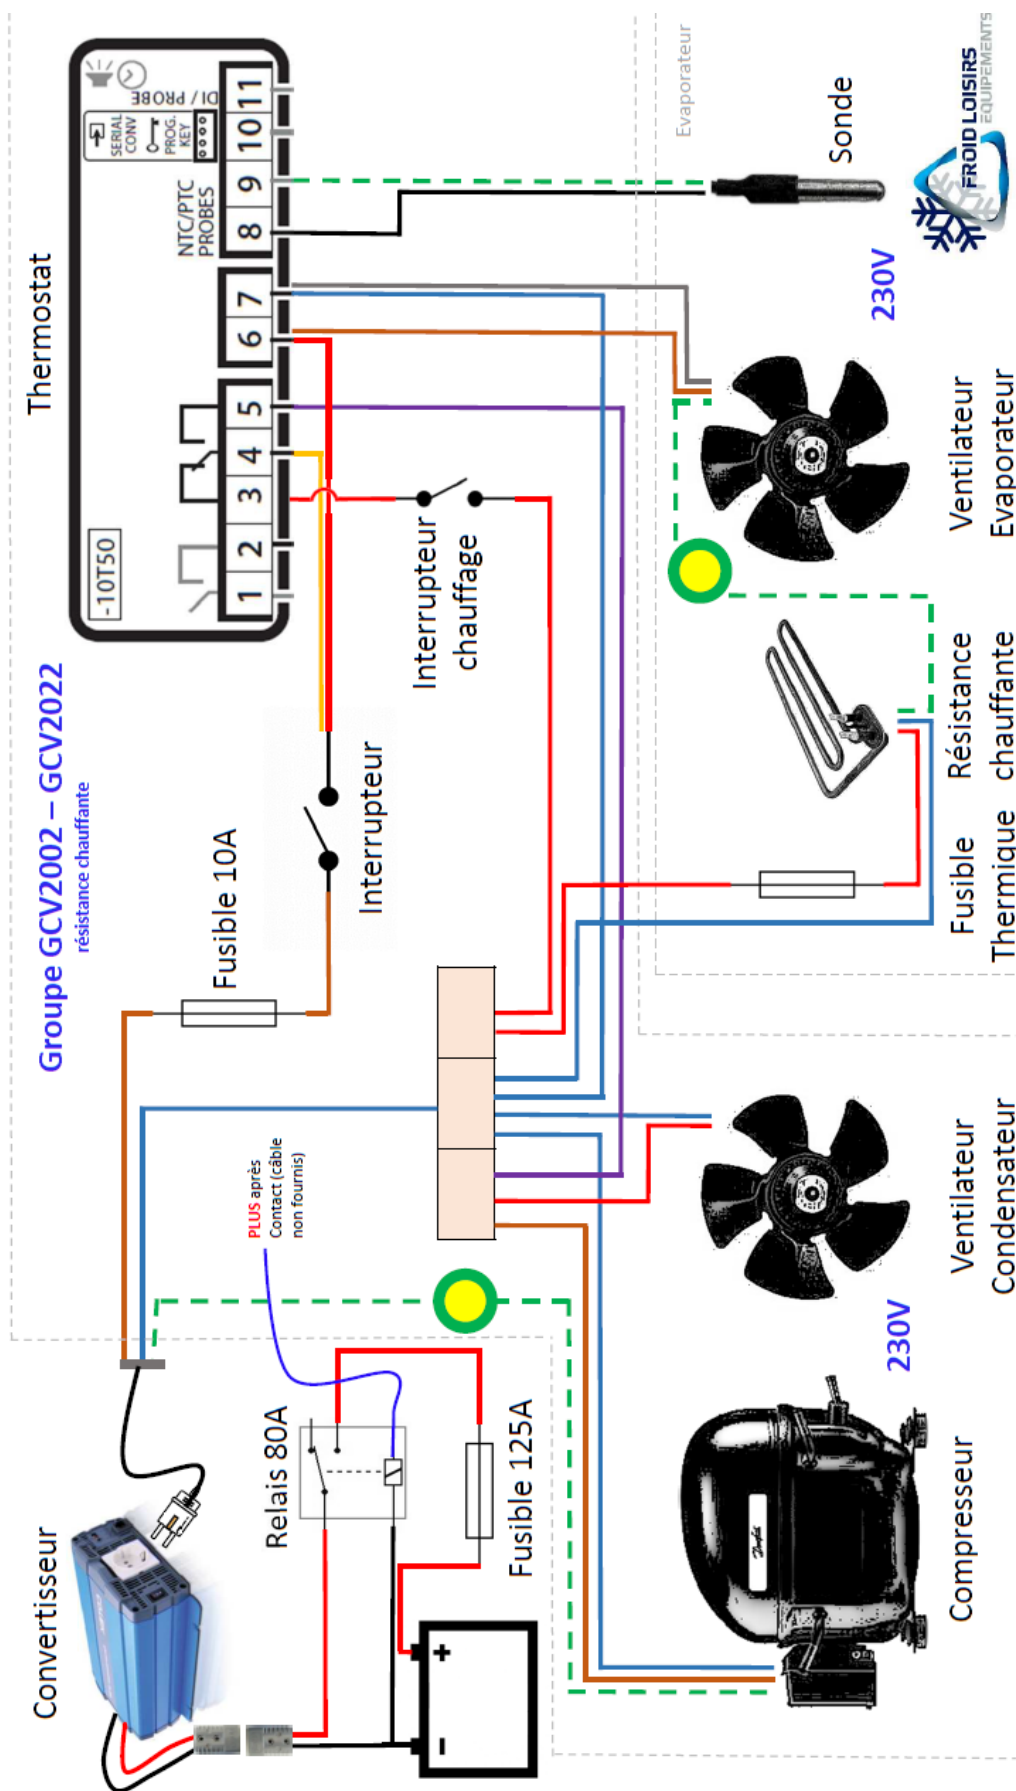 Groupe GCV2002 – GCV2022
résistance chauffante
Thermostat
-10T50
1
2
3
4
5
6
7
8
9
10
11
NTC/PTC
PROBES
DI / PROBE
SERIAL
CONV
PROG.
KEY
Convertisseur
Fusible 10A
Interrupteur
Interrupteur
chauffage
PLUS après
Contact (câble
non fournis)
Relais 80A
Fusible 125A
+
-
Evaporateur
Sonde
230V
Ventilateur
Evaporateur
Résistance
chauffante
Fusible
Thermique
Ventilateur
Condensateur
230V
Compresseur
Danfoss
FROID LOISIRS
EQUIPEMENTS